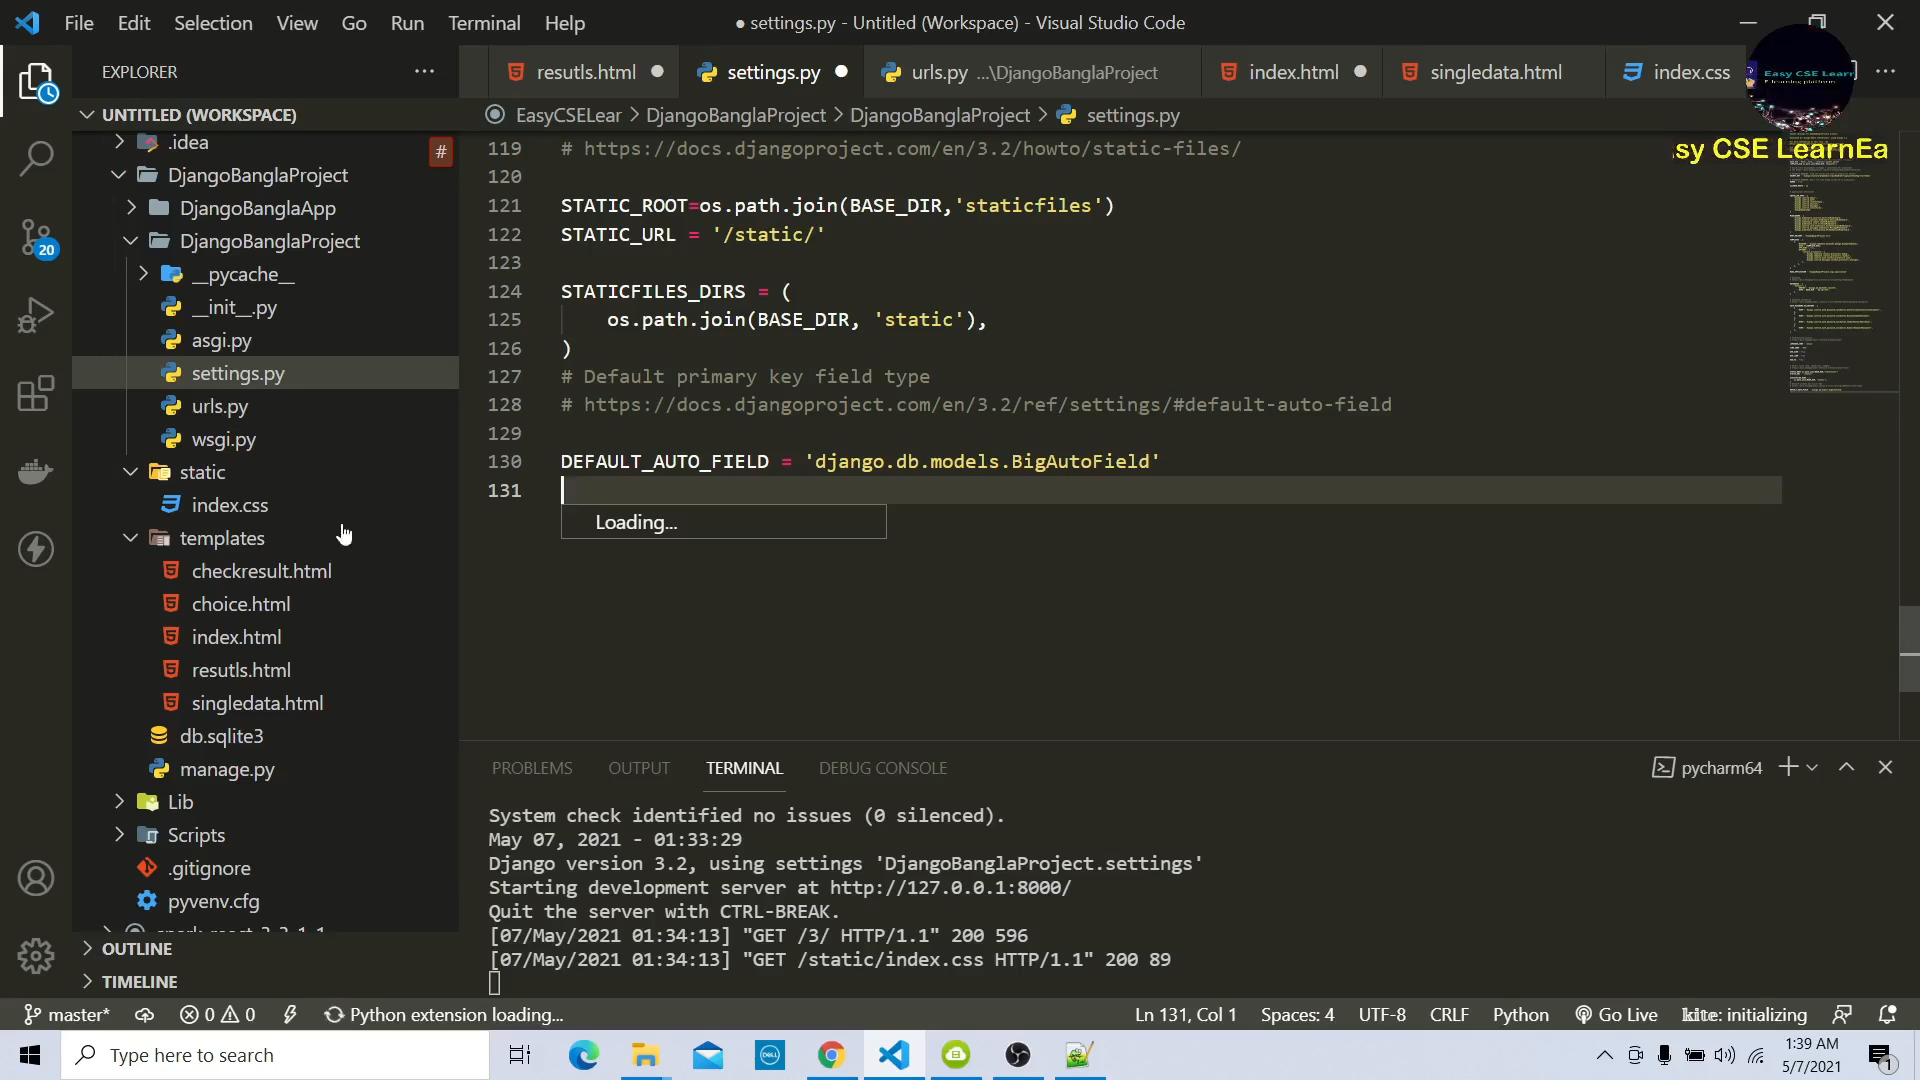 File Edit Selection View Go Run Terminal Help
● settings.py - Untitled (Workspace) - Visual Studio Code
EXPLORER
resutls.html
settings.py
urls.py ...\DjangoBanglaProject
index.html
singledata.html
index.css
Easy CSE Learn
E-learning platform
UNTITLED (WORKSPACE)
EasyCSELear > DjangoBanglaProject > DjangoBanglaProject > settings.py
sy CSE LearnEa
.idea
#
DjangoBanglaProject
DjangoBanglaApp
DjangoBanglaProject
__pycache__
__init__.py
asgi.py
settings.py
urls.py
wsgi.py
static
index.css
templates
checkresult.html
choice.html
index.html
resutls.html
singledata.html
db.sqlite3
manage.py
Lib
Scripts
.gitignore
pyvenv.cfg
OUTLINE
TIMELINE
20
119 # https://docs.djangoproject.com/en/3.2/howto/static-files/
120
121 STATIC_ROOT=os.path.join(BASE_DIR,'staticfiles')
122 STATIC_URL = '/static/'
123
124 STATICFILES_DIRS = (
125 os.path.join(BASE_DIR, 'static'),
126 )
127 # Default primary key field type
128 # https://docs.djangoproject.com/en/3.2/ref/settings/#default-auto-field
129
130 DEFAULT_AUTO_FIELD = 'django.db.models.BigAutoField'
131
Loading...
PROBLEMS OUTPUT TERMINAL DEBUG CONSOLE
pycharm64
System check identified no issues (0 silenced).
May 07, 2021 - 01:33:29
Django version 3.2, using settings 'DjangoBanglaProject.settings'
Starting development server at http://127.0.0.1:8000/
Quit the server with CTRL-BREAK.
[07/May/2021 01:34:13] "GET /3/ HTTP/1.1" 200 596
[07/May/2021 01:34:13] "GET /static/index.css HTTP/1.1" 200 89
master* 0 0 Python extension loading...
Ln 131, Col 1 Spaces: 4 UTF-8 CRLF Python Go Live kite: initializing
Type here to search
DELL
1:39 AM
5/7/2021
1